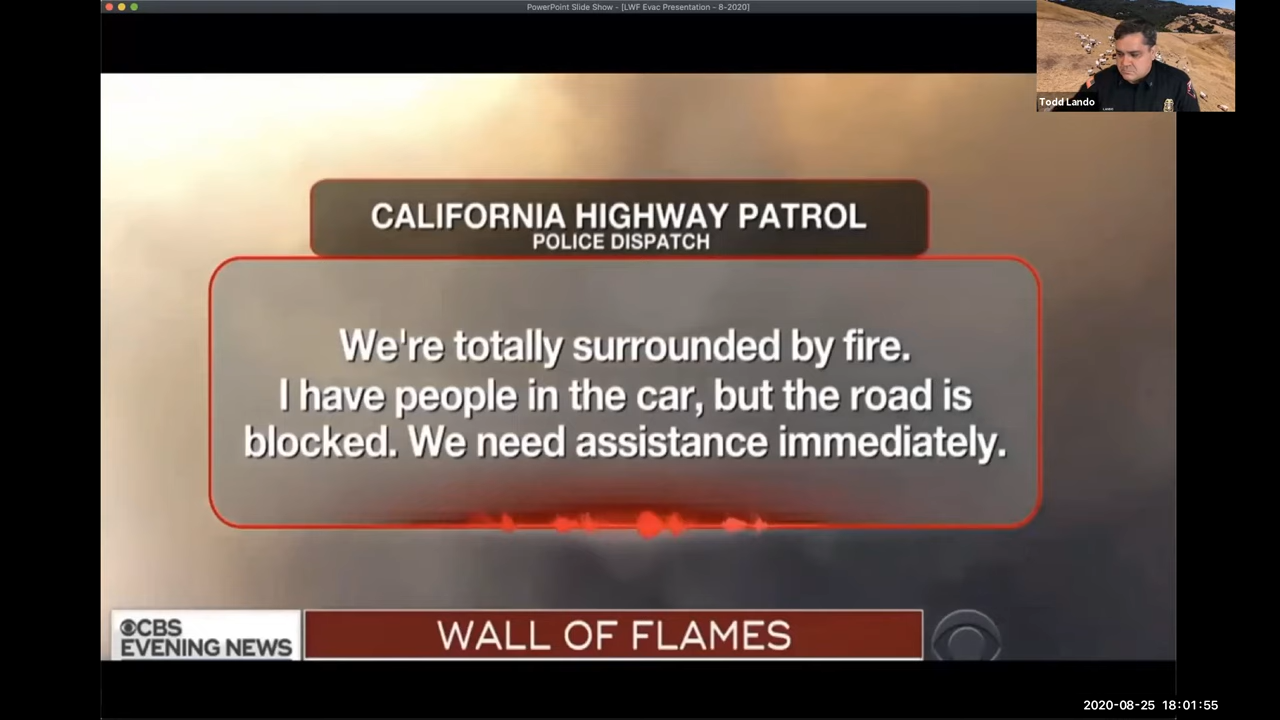 PowerPoint Slide Show - [LWF Evac Presentation - 8-2020]
Todd Lando
CALIFORNIA HIGHWAY PATROL
POLICE DISPATCH
We're totally surrounded by fire.
I have people in the car, but the road is
blocked. We need assistance immediately.
CBS
EVENING NEWS
WALL OF FLAMES
2020-08-25 18:01:55